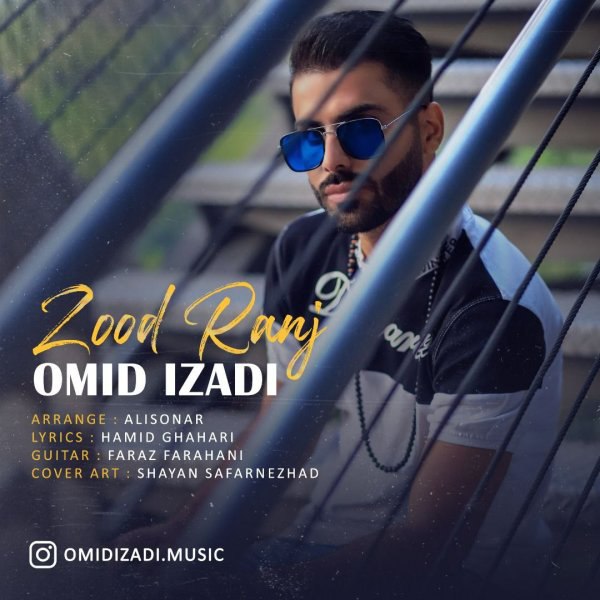 Zood Ranj
OMID IZADI
ARRANGE : ALISONAR
LYRICS : HAMID GHAHARI
GUITAR : FARAZ FARAHANI
COVER ART : SHAYAN SAFARNEZHAD
OMIDIZADI.MUSIC